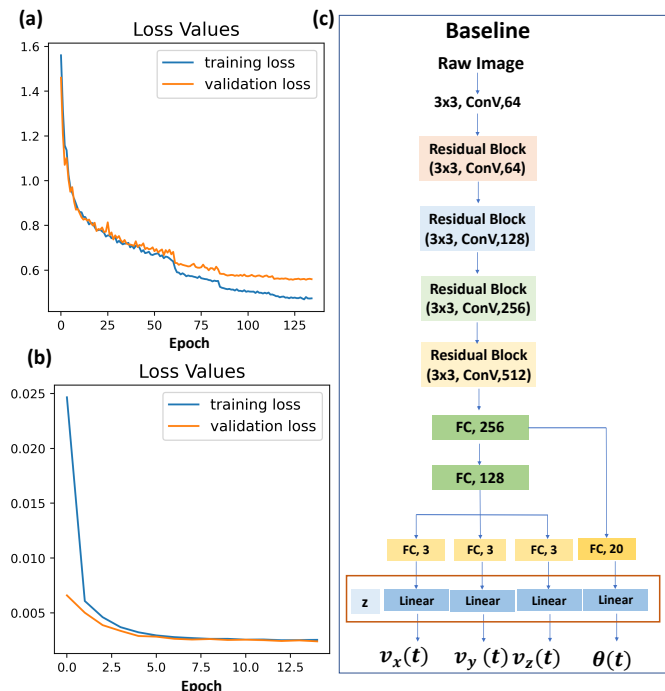 (a)
Loss Values
training loss
validation loss
1.6
1.4
1.2
1.0
0.8
0.6
0 25 50 75 100 125
Epoch
(b)
Loss Values
training loss
validation loss
0.025
0.020
0.015
0.010
0.005
0.0 2.5 5.0 7.5 10.0 12.5
Epoch
(c)
Baseline
Raw Image
3x3, ConV,64
Residual Block
(3x3, ConV,64)
Residual Block
(3x3, ConV,128)
Residual Block
(3x3, ConV,256)
Residual Block
(3x3, ConV,512)
FC, 256
FC, 128
FC, 3 FC, 3 FC, 3 FC, 20
z Linear Linear Linear Linear
v_x(t) v_y(t) v_z(t) θ(t)